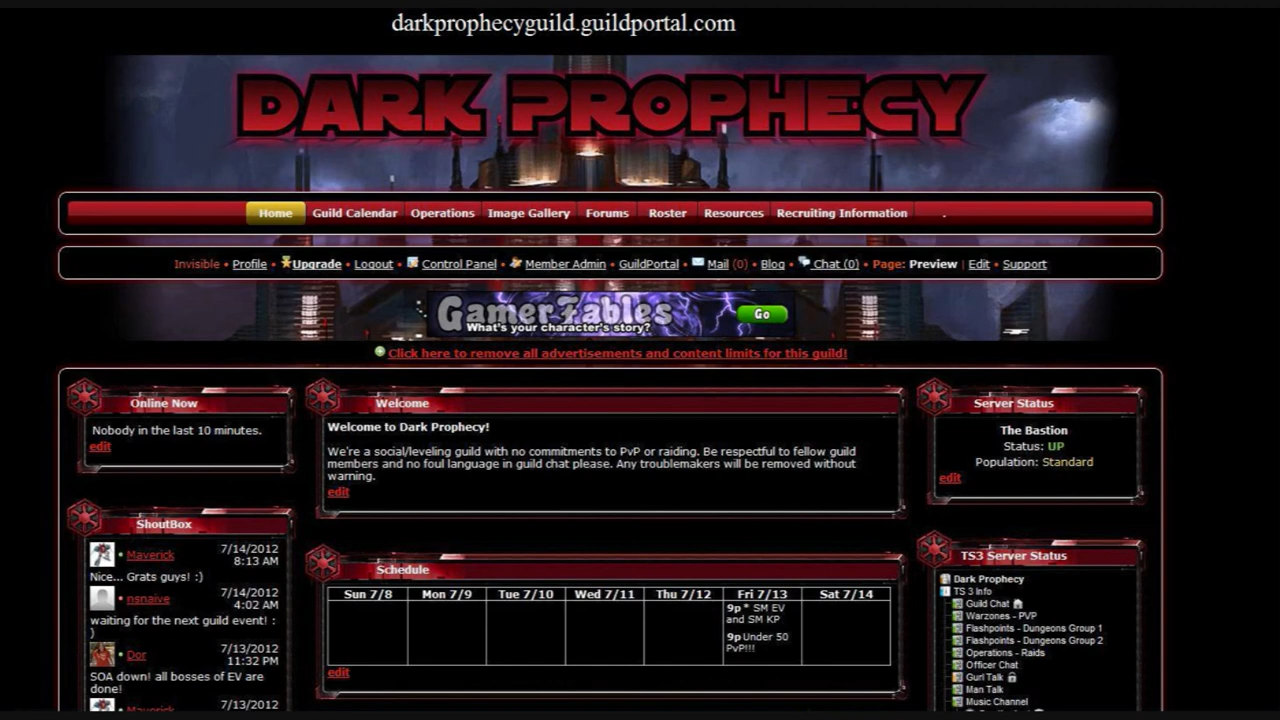 darkprophecyguild.guildportal.com
DARK PROPHECY
Home Guild Calendar Operations Image Gallery Forums Roster Resources Recruiting Information .
Invisible • Profile • Upgrade • Logout • Control Panel • Member Admin • GuildPortal • Mail (0) • Blog • Chat (0) • Page: Preview | Edit • Support
GamerFables
What's your character's story?
Go
Click here to remove all advertisements and content limits for this guild!
Online Now
Nobody in the last 10 minutes.
edit
ShoutBox
Maverick 7/14/2012
8:13 AM
Nice... Grats guys! :)
nsnaive 7/14/2012
4:02 AM
waiting for the next guild event! :
)
Dor 7/13/2012
11:32 PM
SOA down! all bosses of EV are
done!
Maverick 7/13/2012
Welcome
Welcome to Dark Prophecy!
We're a social/leveling guild with no commitments to PvP or raiding. Be respectful to fellow guild
members and no foul language in guild chat please. Any troublemakers will be removed without
warning.
edit
Schedule
Sun 7/8 Mon 7/9 Tue 7/10 Wed 7/11 Thu 7/12 Fri 7/13 Sat 7/14
9p * SM EV
and SM KP
9p Under 50
PvP!!!
edit
Server Status
The Bastion
Status: UP
Population: Standard
edit
TS3 Server Status
Dark Prophecy
TS 3 Info
Guild Chat
Warzones - PVP
Flashpoints - Dungeons Group 1
Flashpoints - Dungeons Group 2
Operations - Raids
Officer Chat
Gurl Talk
Man Talk
Music Channel